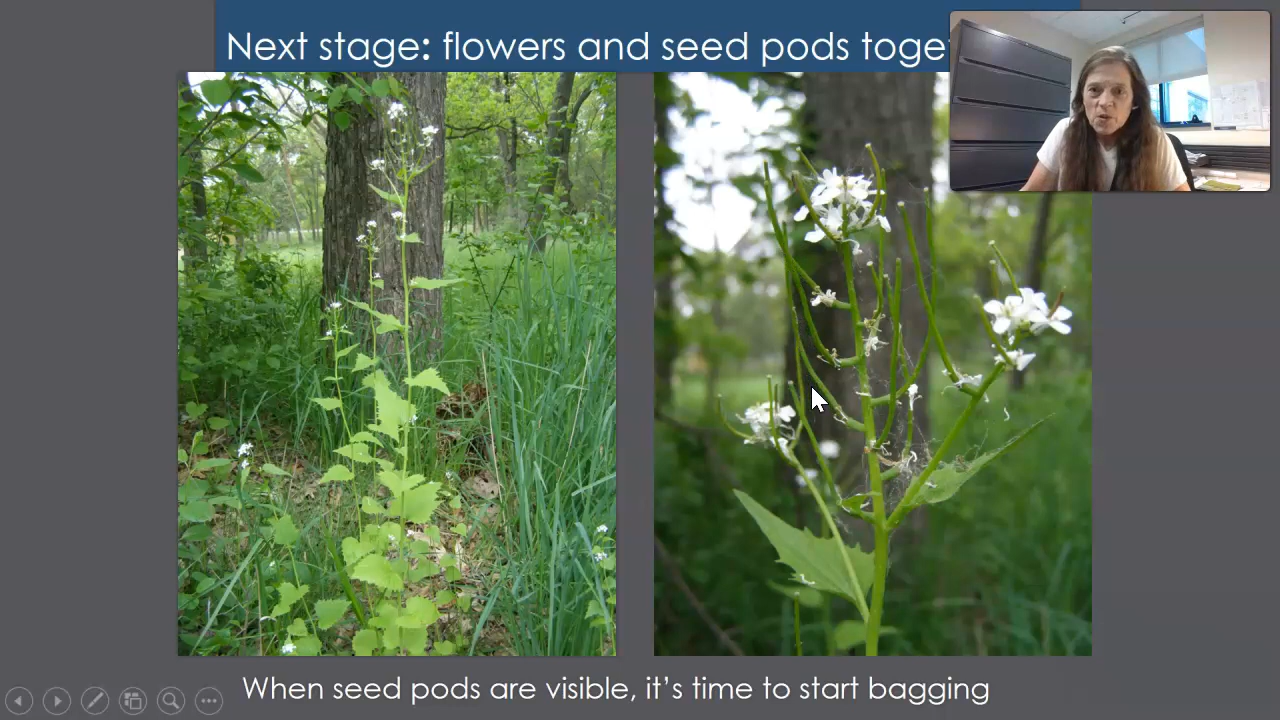 Next stage: flowers and seed pods toge
When seed pods are visible, it's time to start bagging